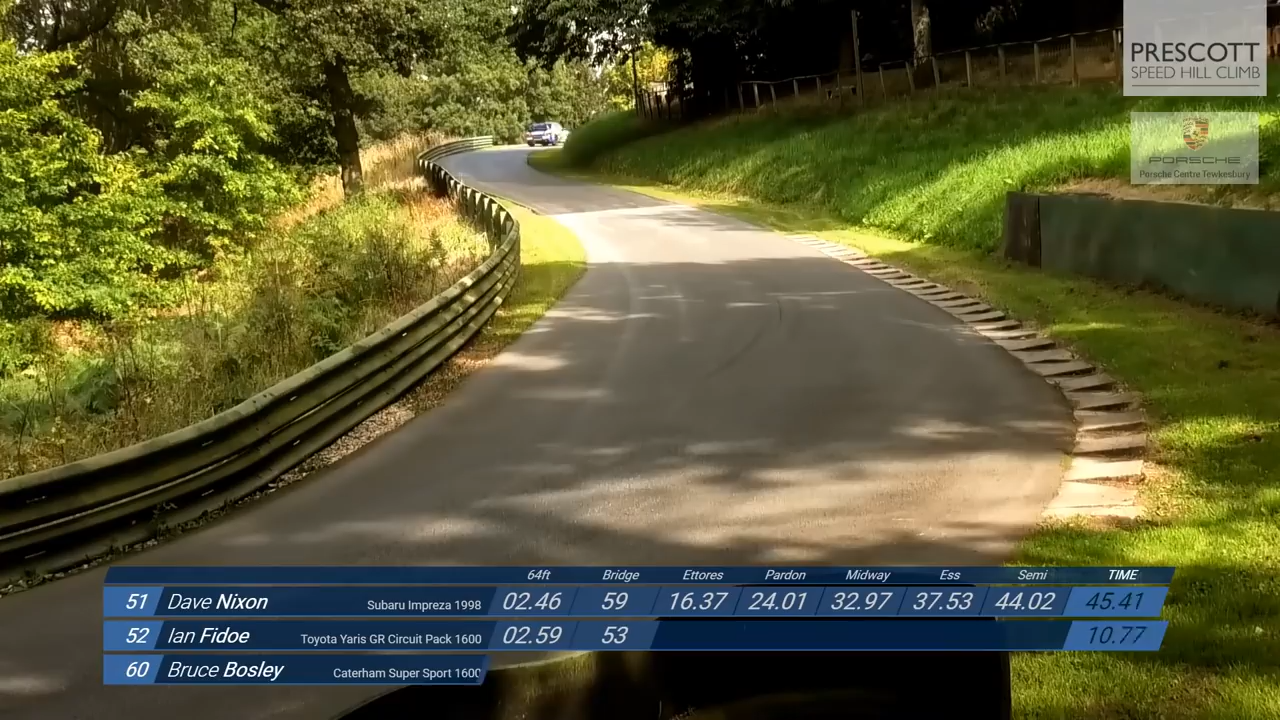 PRESCOTT
SPEED HILL CLIMB
PORSCHE
Porsche Centre Tewkesbury
64ft Bridge Ettores Pardon Midway Ess Semi TIME
51 Dave Nixon Subaru Impreza 1998 02.46 59 16.37 24.01 32.97 37.53 44.02 45.41
52 Ian Fidoe Toyota Yaris GR Circuit Pack 1600 02.59 53 10.77
60 Bruce Bosley Caterham Super Sport 1600